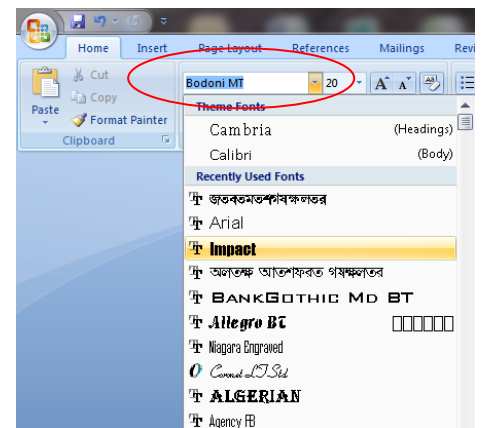 Home Insert Page Layout References Mailings Revi
Cut
Copy
Paste
Format Painter
Clipboard
Bodoni MT 20
Theme Fonts
Cambria (Headings)
Calibri (Body)
Recently Used Fonts
Arial
Impact
BankGothic Md BT
Allegro BT
Niagara Engraved
ALGERIAN
Agency FB